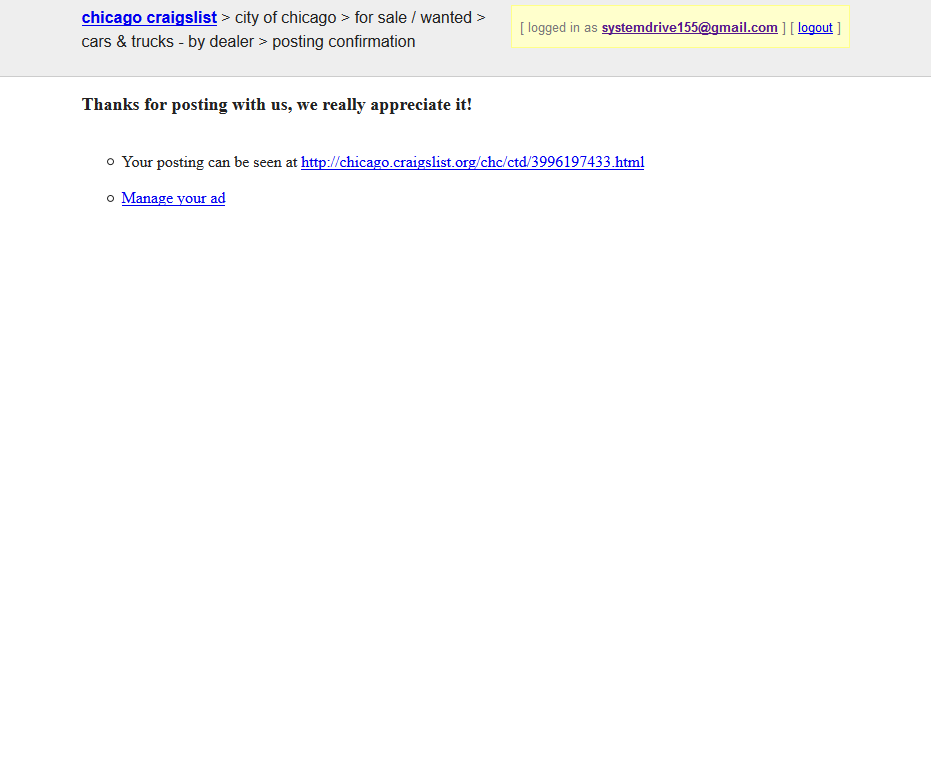 chicago craigslist > city of chicago > for sale / wanted >
cars & trucks - by dealer > posting confirmation
[ logged in as systemdrive155@gmail.com ] [ logout ]
Thanks for posting with us, we really appreciate it!
Your posting can be seen at http://chicago.craigslist.org/chc/ctd/3996197433.html
Manage your ad